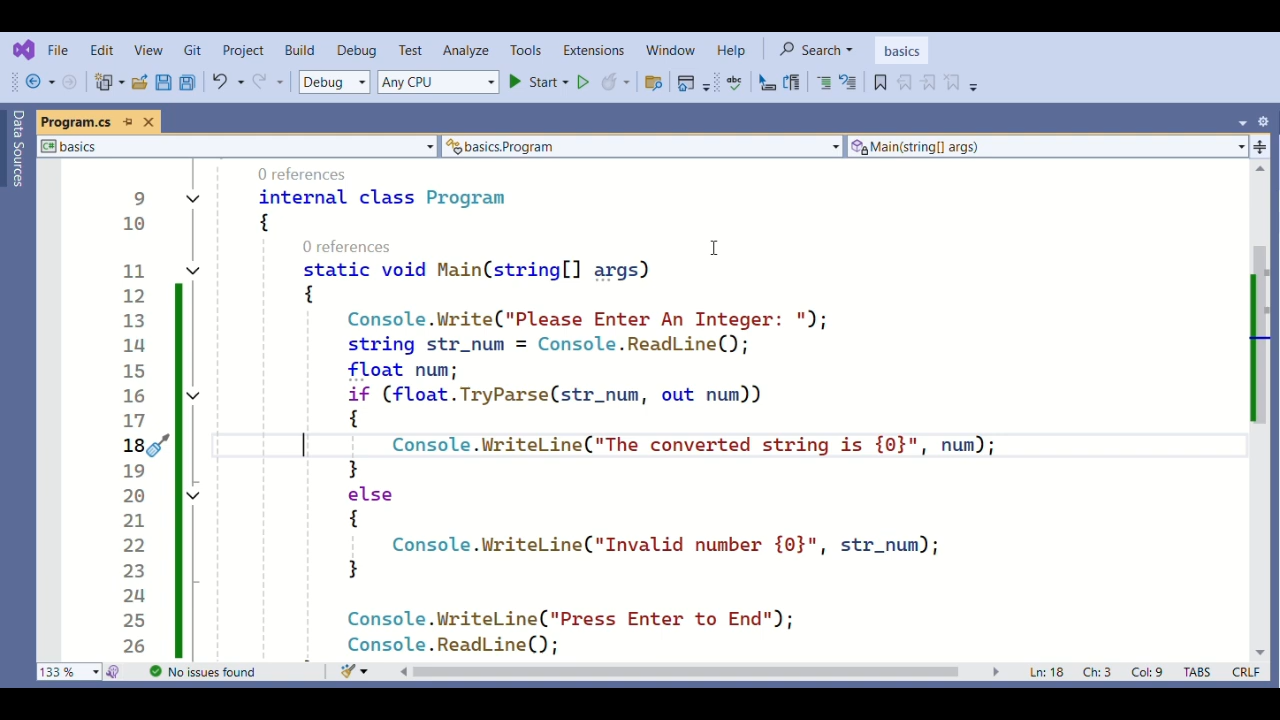 File Edit View Git Project Build Debug Test Analyze Tools Extensions Window Help Search basics
Debug Any CPU Start abc
Program.cs
Data Sources
C# basics basics.Program Main(string[] args)
0 references
9 internal class Program
10 {
0 references
11 static void Main(string[] args)
12 {
13 Console.Write("Please Enter An Integer: ");
14 string str_num = Console.ReadLine();
15 float num;
16 if (float.TryParse(str_num, out num))
17 {
18 Console.WriteLine("The converted string is {0}", num);
19 }
20 else
21 {
22 Console.WriteLine("Invalid number {0}", str_num);
23 }
24
25 Console.WriteLine("Press Enter to End");
26 Console.ReadLine();
133 % No issues found Ln: 18 Ch: 3 Col: 9 TABS CRLF